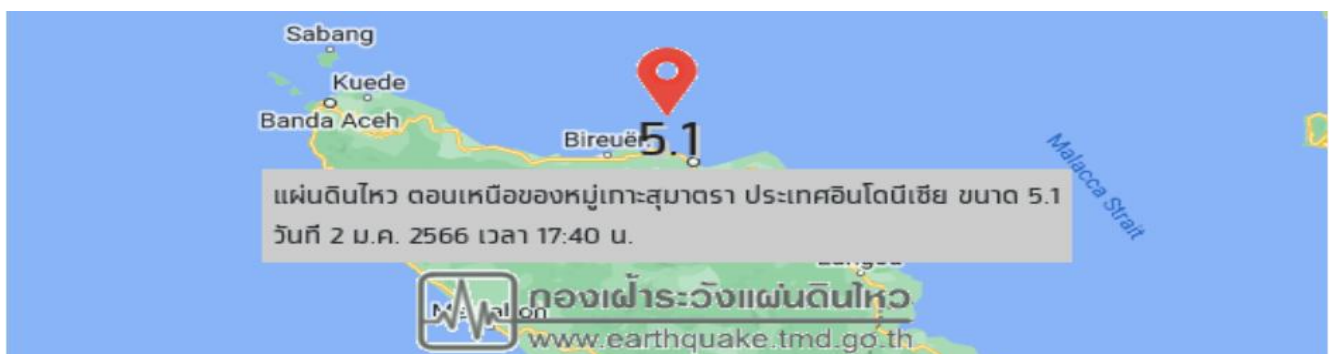 Sabang
Kuede
Banda Aceh
Bireuën
5.1
Malacca Strait
แผ่นดินไหว ตอนเหนือของหมู่เกาะสุมาตรา ประเทศอินโดนีเซีย ขนาด 5.1
วันที่ 2 ม.ค. 2566 เวลา 17:40 น.
กองเฝ้าระวังแผ่นดินไหว
www.earthquake.tmd.go.th